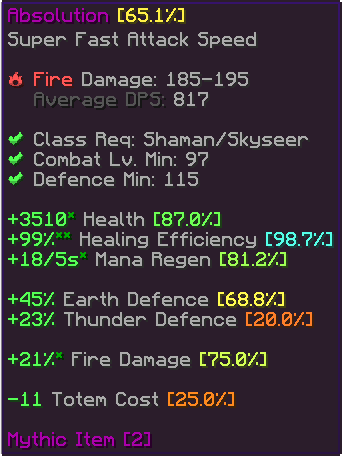 Absolution [65.1%]
Super Fast Attack Speed
Fire Damage: 185-195
Average DPS: 817
✔ Class Req: Shaman/Skyseer
✔ Combat Lv. Min: 97
✔ Defence Min: 115
+3510* Health [87.0%]
+99%** Healing Efficiency [98.7%]
+18/5s* Mana Regen [81.2%]
+45% Earth Defence [68.8%]
+23% Thunder Defence [20.0%]
+21%* Fire Damage [75.0%]
-11 Totem Cost [25.0%]
Mythic Item [2]